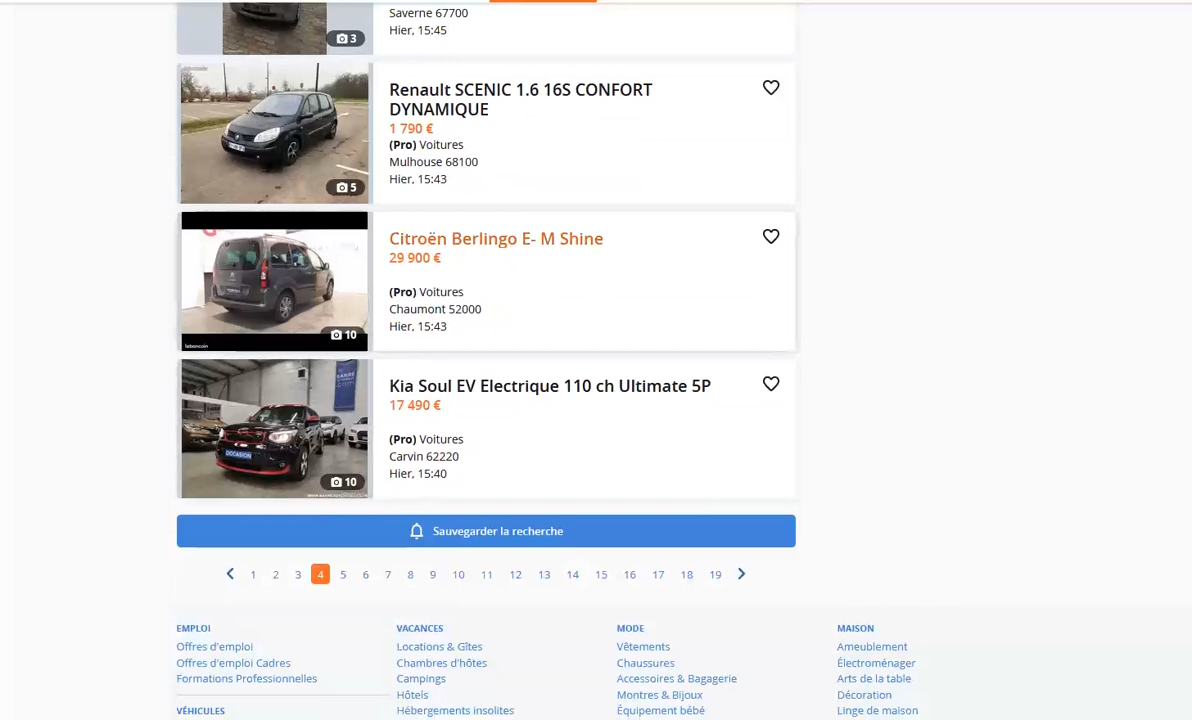 Saverne 67700
Hier, 15:45
3
Renault SCENIC 1.6 16S CONFORT
DYNAMIQUE
1 790 €
(Pro) Voitures
Mulhouse 68100
Hier, 15:43
5
Citroën Berlingo E- M Shine
29 900 €
(Pro) Voitures
Chaumont 52000
Hier, 15:43
10
leboncoin
Kia Soul EV Electrique 110 ch Ultimate 5P
17 490 €
(Pro) Voitures
Carvin 62220
Hier, 15:40
OCCASION
10
Sauvegarder la recherche
1 2 3 4 5 6 7 8 9 10 11 12 13 14 15 16 17 18 19
EMPLOI
Offres d'emploi
Offres d'emploi Cadres
Formations Professionnelles
VÉHICULES
VACANCES
Locations & Gîtes
Chambres d'hôtes
Campings
Hôtels
Hébergements insolites
MODE
Vêtements
Chaussures
Accessoires & Bagagerie
Montres & Bijoux
Équipement bébé
MAISON
Ameublement
Électroménager
Arts de la table
Décoration
Linge de maison